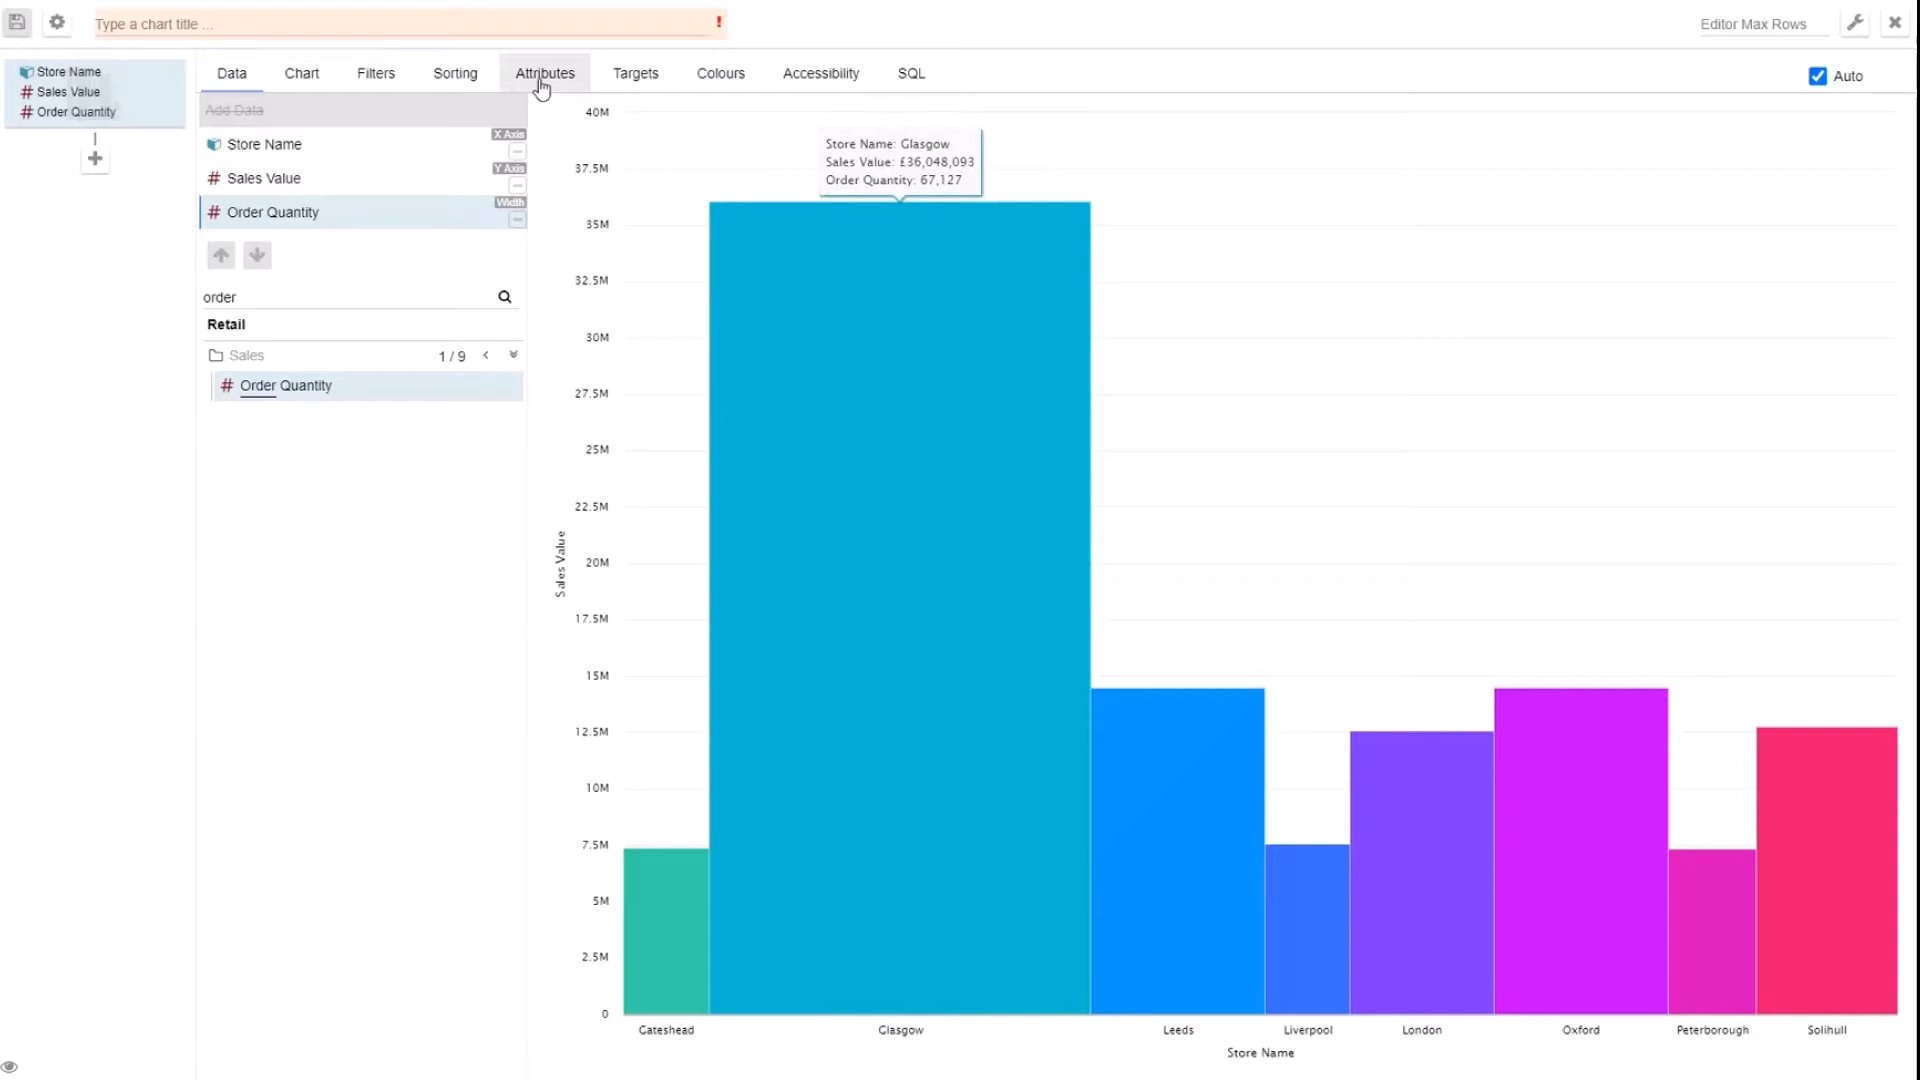 Type a chart title ...
!
Editor Max Rows
Store Name
Sales Value
Order Quantity
Data
Chart
Filters
Sorting
Attributes
Targets
Colours
Accessibility
SQL
Auto
Add Data
Store Name
X Axis
Sales Value
Y Axis
Order Quantity
Width
order
Retail
Sales
1 / 9
Order Quantity
40M
37.5M
35M
32.5M
30M
27.5M
25M
22.5M
20M
17.5M
15M
12.5M
10M
7.5M
5M
2.5M
0
Sales Value
Store Name: Glasgow
Sales Value: £36,048,093
Order Quantity: 67,127
Gateshead
Glasgow
Leeds
Liverpool
London
Oxford
Peterborough
Solihull
Store Name